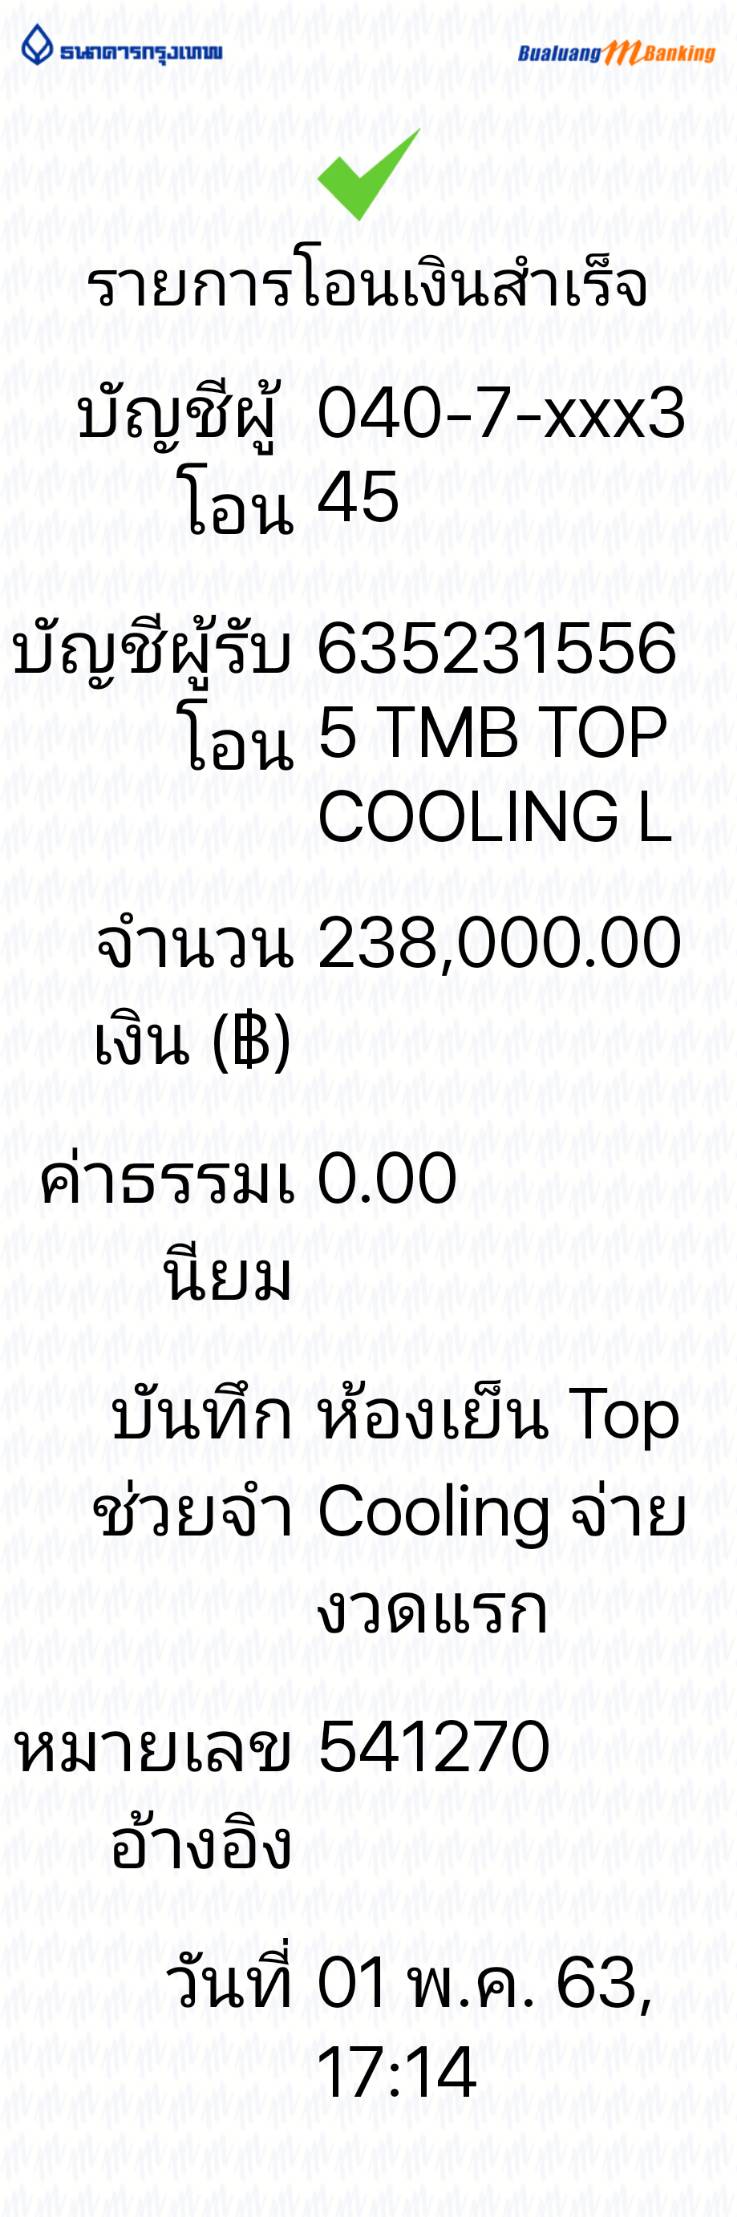 ธนาคารกรุงเทพ Bualuang mBanking
รายการโอนเงินสำเร็จ
บัญชีผู้ 040-7-xxx3
โอน 45
บัญชีผู้รับ 635231556
โอน 5 TMB TOP
COOLING L
จำนวน 238,000.00
เงิน (฿)
ค่าธรรมเ 0.00
นียม
บันทึก ห้องเย็น Top
ช่วยจำ Cooling จ่าย
งวดแรก
หมายเลข 541270
อ้างอิง
วันที่ 01 พ.ค. 63,
17:14